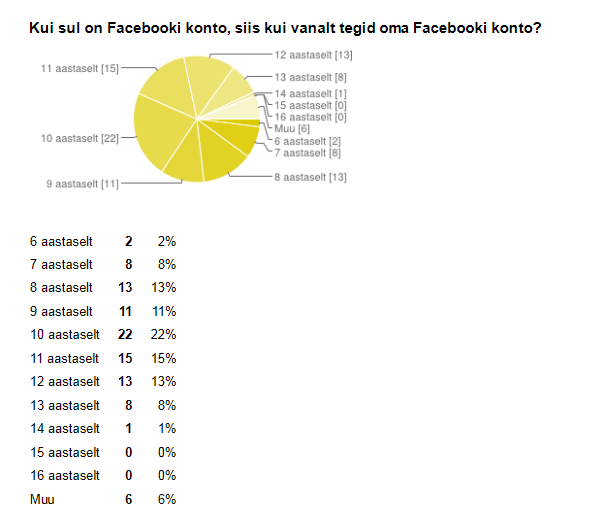 Kui sul on Facebooki konto, siis kui vanalt tegid oma Facebooki konto?
12 aastaselt [13]
11 aastaselt [15]
13 aastaselt [8]
14 aastaselt [1]
15 aastaselt [0]
16 aastaselt [0]
Muu [6]
10 aastaselt [22]
6 aastaselt [2]
7 aastaselt [8]
8 aastaselt [13]
9 aastaselt [11]
6 aastaselt 2 2%
7 aastaselt 8 8%
8 aastaselt 13 13%
9 aastaselt 11 11%
10 aastaselt 22 22%
11 aastaselt 15 15%
12 aastaselt 13 13%
13 aastaselt 8 8%
14 aastaselt 1 1%
15 aastaselt 0 0%
16 aastaselt 0 0%
Muu 6 6%